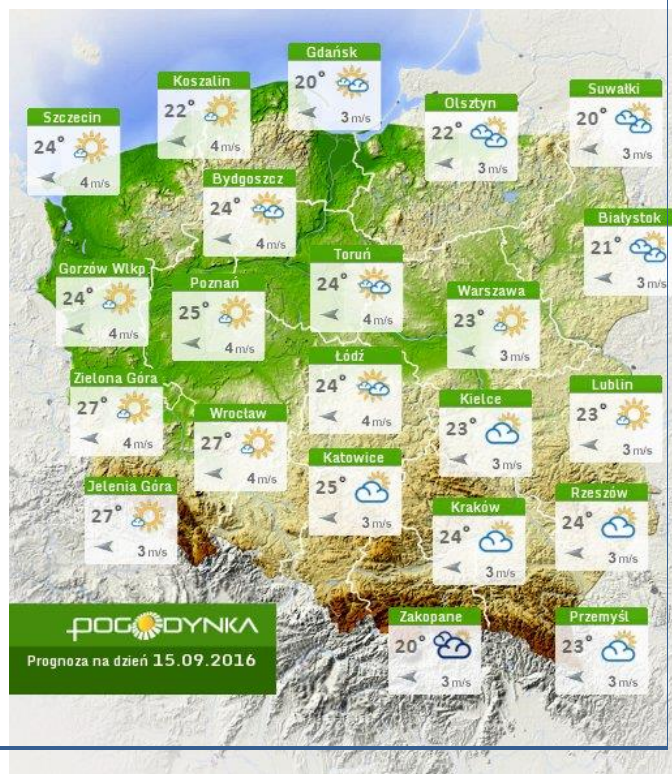 Gdańsk
20°
3 m/s
Koszalin
22°
4 m/s
Suwałki
20°
3 m/s
Olsztyn
22°
3 m/s
Szczecin
24°
4 m/s
Bydgoszcz
24°
4 m/s
Białystok
21°
3 m/s
Toruń
24°
4 m/s
Gorzów Wlkp
24°
4 m/s
Poznań
25°
4 m/s
Warszawa
23°
3 m/s
Łódź
24°
4 m/s
Zielona Góra
27°
4 m/s
Lublin
23°
3 m/s
Kielce
23°
3 m/s
Wrocław
27°
4 m/s
Katowice
25°
3 m/s
Jelenia Góra
27°
3 m/s
Rzeszów
24°
3 m/s
Kraków
24°
3 m/s
Zakopane
20°
3 m/s
Przemyśl
23°
3 m/s
POGODYNKA
Prognoza na dzień 15.09.2016